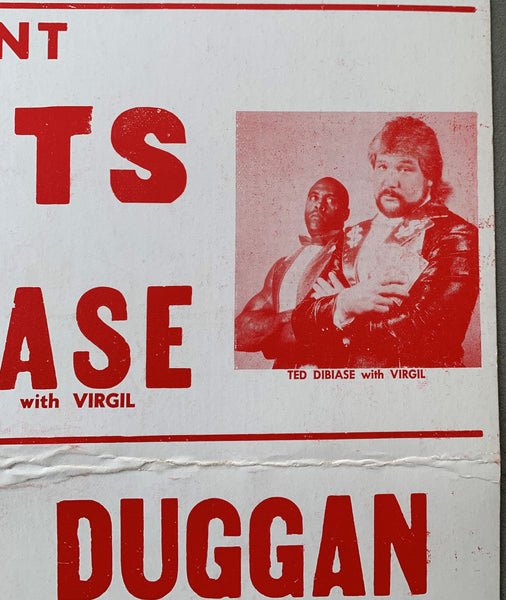 NT
TS
ASE
with VIRGIL
TED DIBIASE with VIRGIL
DUGGAN